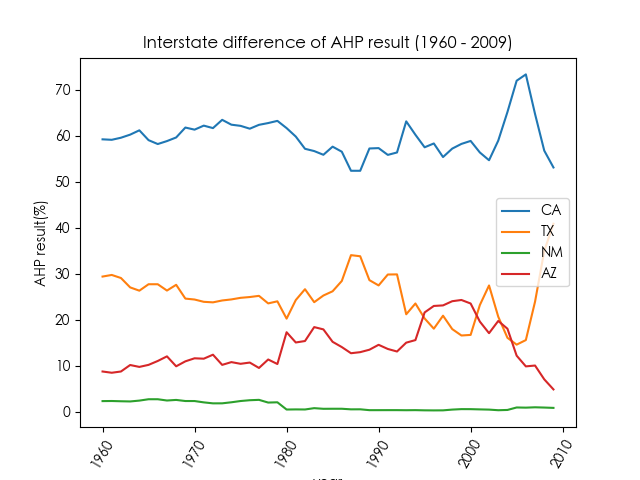 Interstate difference of AHP result (1960 - 2009)
AHP result(%)
70
60
50
40
30
20
10
0
CA
TX
NM
AZ
1960
1970
1980
1990
2000
2010
year